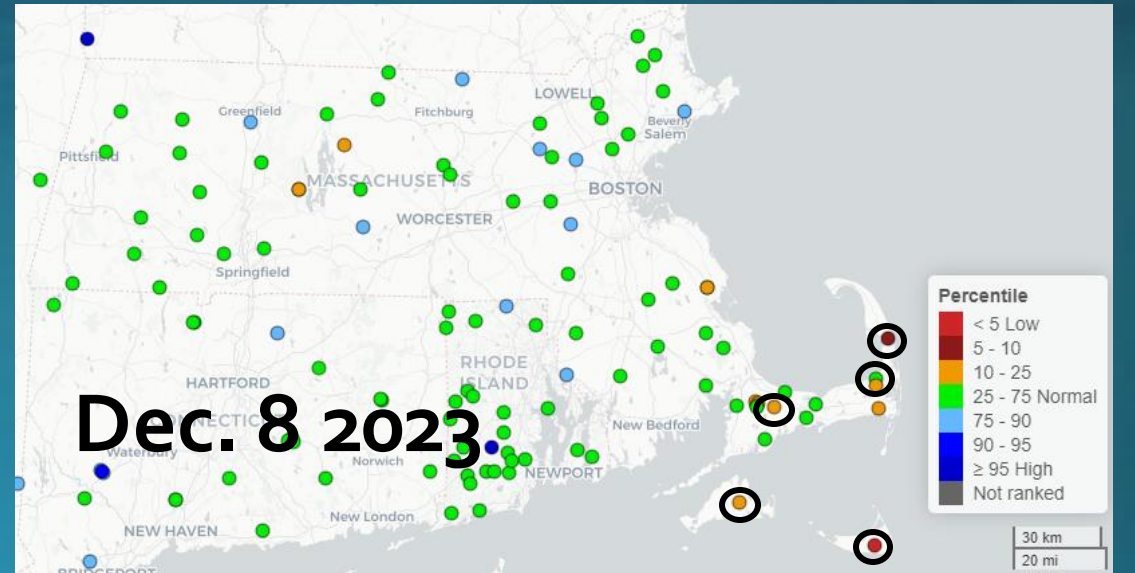 LOWELL
Greenfield
Fitchburg
Beverly
Salem
Pittsfield
MASSACHUSETTS
BOSTON
WORCESTER
Springfield
Percentile
< 5 Low
5 - 10
10 - 25
25 - 75 Normal
75 - 90
90 - 95
≥ 95 High
Not ranked
RHODE
ISLAND
HARTFORD
Dec. 8 2023
New Bedford
Waterbury
Norwich
NEWPORT
New London
NEW HAVEN
30 km
20 mi